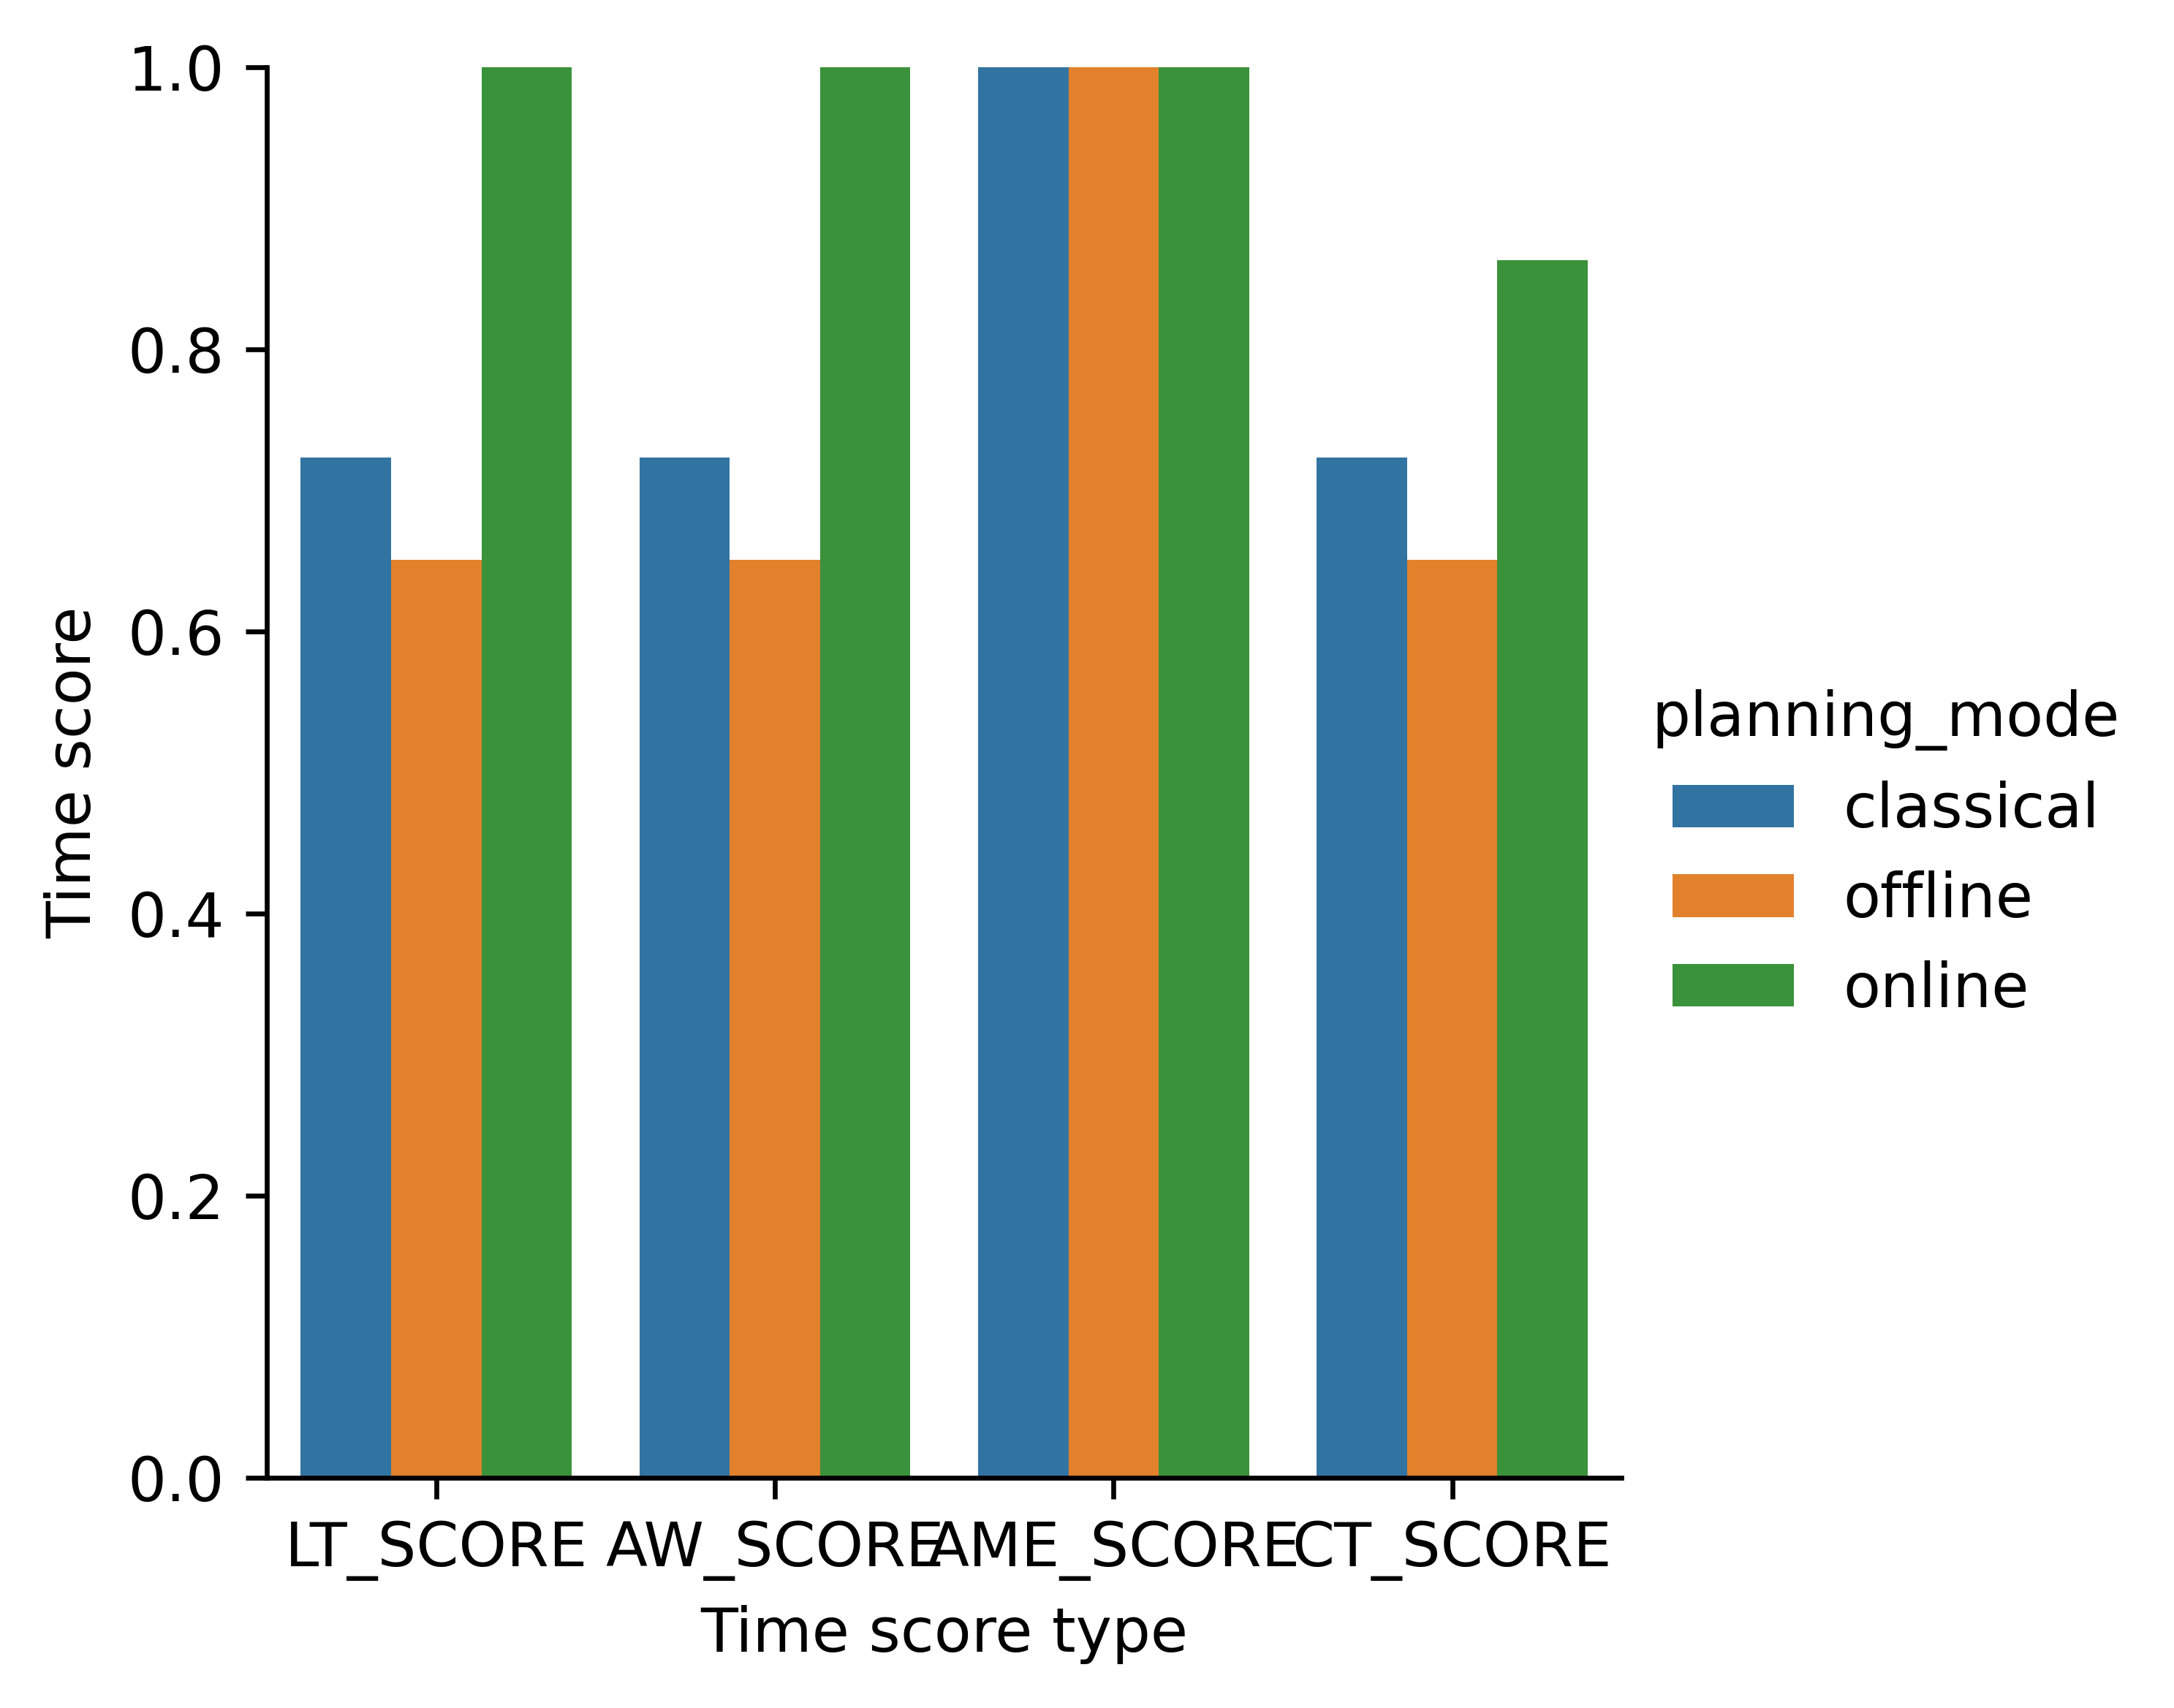 1.0
0.8
0.6
0.4
0.2
0.0
Time score
LT_SCORE AW_SCORE AME_SCORE CT_SCORE
Time score type
planning_mode
classical
offline
online